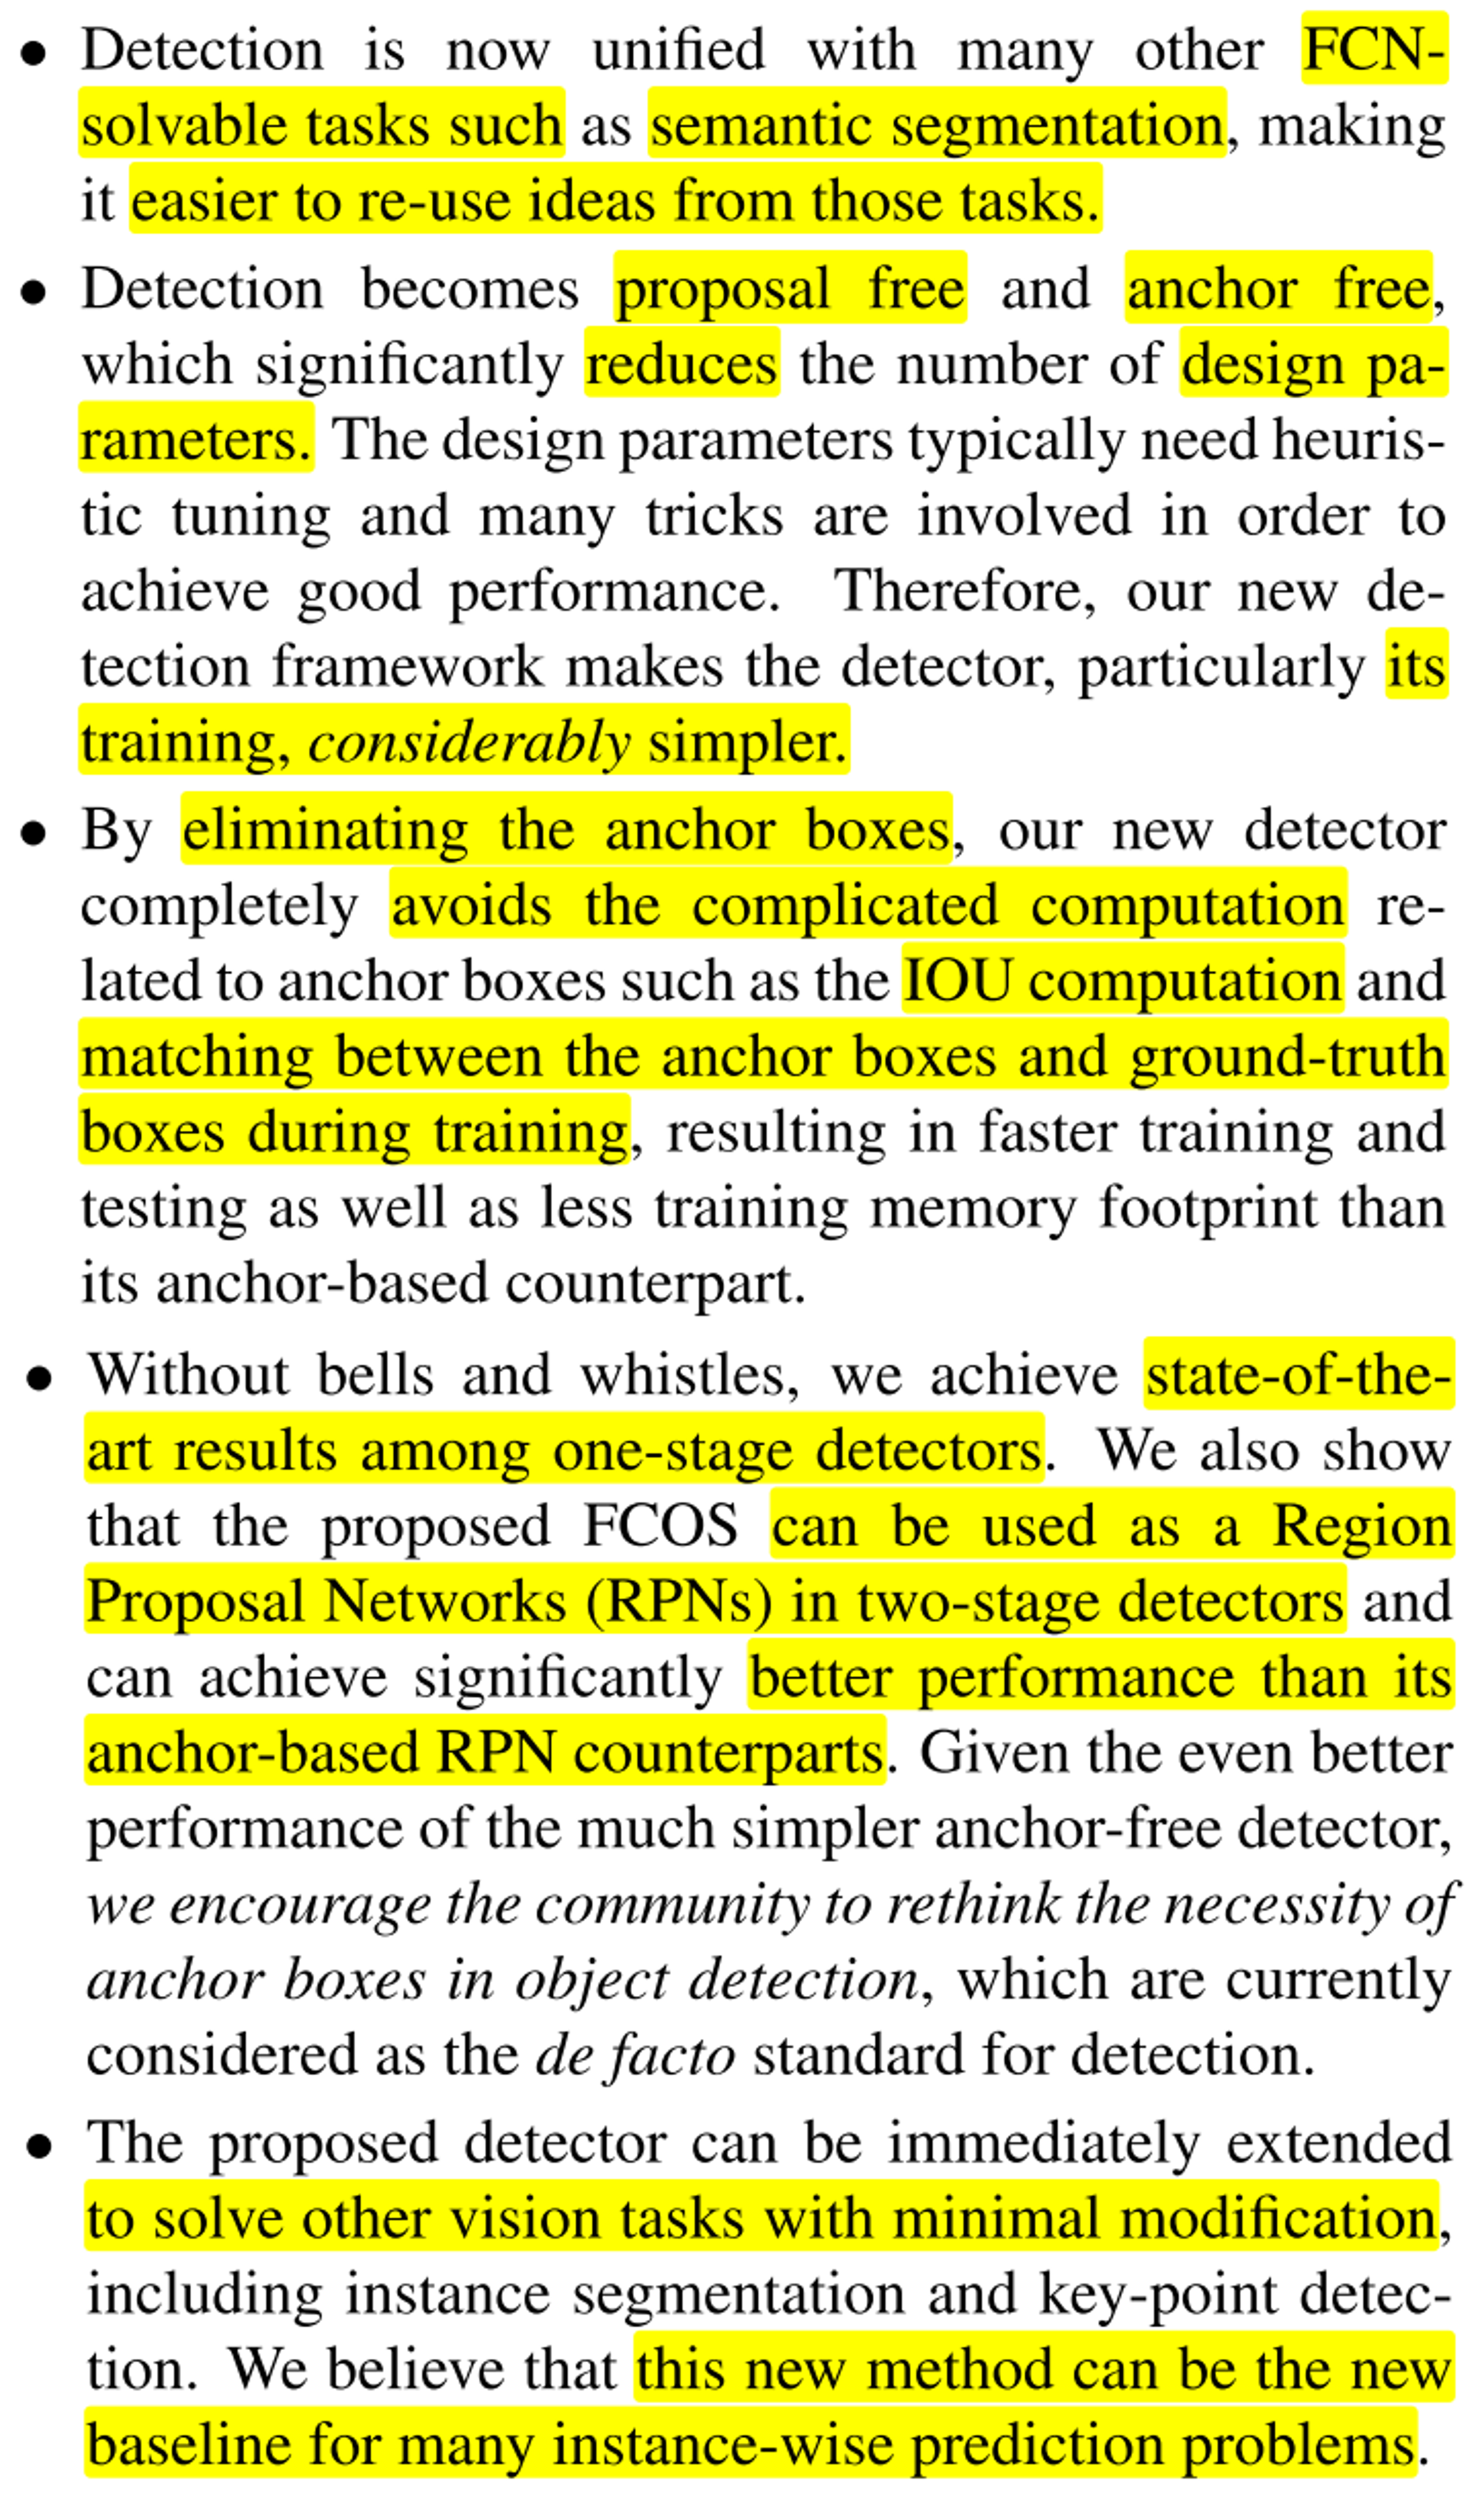 • Detection is now unified with many other FCN-
solvable tasks such as semantic segmentation, making
it easier to re-use ideas from those tasks.
• Detection becomes proposal free and anchor free,
which significantly reduces the number of design pa-
rameters. The design parameters typically need heuris-
tic tuning and many tricks are involved in order to
achieve good performance. Therefore, our new de-
tection framework makes the detector, particularly its
training, considerably simpler.
• By eliminating the anchor boxes, our new detector
completely avoids the complicated computation re-
lated to anchor boxes such as the IOU computation and
matching between the anchor boxes and ground-truth
boxes during training, resulting in faster training and
testing as well as less training memory footprint than
its anchor-based counterpart.
• Without bells and whistles, we achieve state-of-the-
art results among one-stage detectors. We also show
that the proposed FCOS can be used as a Region
Proposal Networks (RPNs) in two-stage detectors and
can achieve significantly better performance than its
anchor-based RPN counterparts. Given the even better
performance of the much simpler anchor-free detector,
we encourage the community to rethink the necessity of
anchor boxes in object detection, which are currently
considered as the de facto standard for detection.
• The proposed detector can be immediately extended
to solve other vision tasks with minimal modification,
including instance segmentation and key-point detec-
tion. We believe that this new method can be the new
baseline for many instance-wise prediction problems.